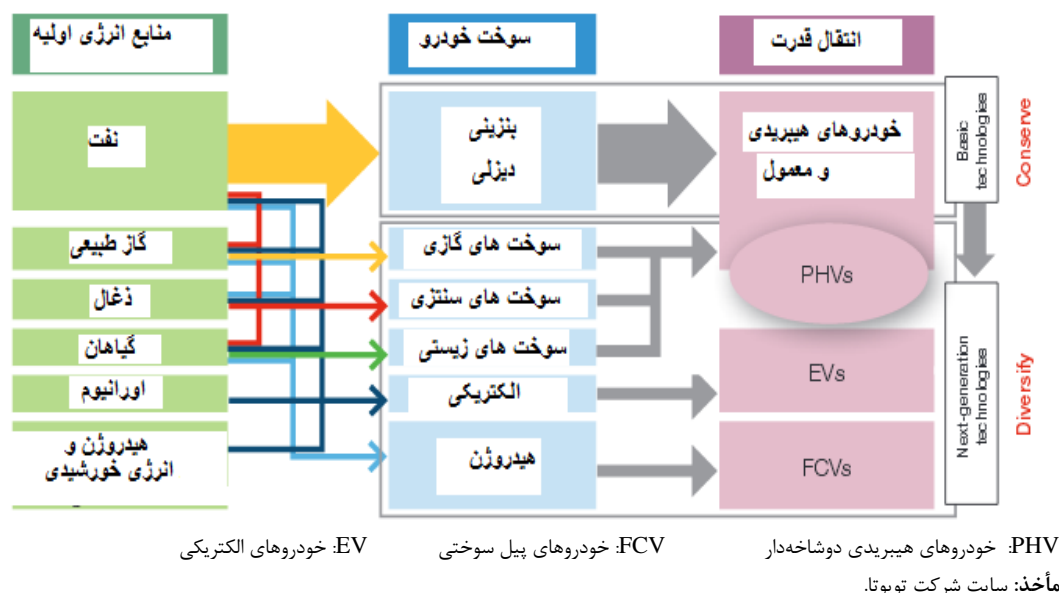 منابع انرژی اولیه
سوخت خودرو
انتقال قدرت
نفت
بنزینی
دیزلی
خودروهای هیبریدی
و معمول
Basic
technologies
Conserve
گاز طبیعی
سوخت های گازی
PHVs
ذغال
سوخت های سنتزی
گیاهان
سوخت های زیستی
EVs
اورانیوم
الکتریکی
هیدروژن و
انرژی خورشیدی
هیدروژن
FCVs
Next-generation
technologies
Diversify
PHV: خودروهای هیبریدی دوشاخه‌دار
FCV: خودروهای پیل سوختی
EV: خودروهای الکتریکی
مأخذ: سایت شرکت تویوتا.